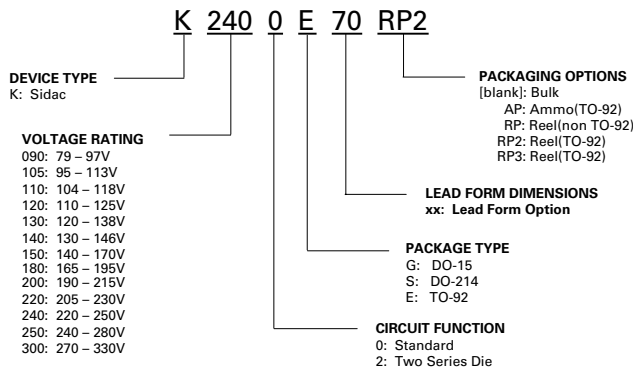 K 240 0 E 70 RP2
DEVICE TYPE
K: Sidac
VOLTAGE RATING
090: 79 – 97V
105: 95 – 113V
110: 104 – 118V
120: 110 – 125V
130: 120 – 138V
140: 130 – 146V
150: 140 – 170V
180: 165 – 195V
200: 190 – 215V
220: 205 – 230V
240: 220 – 250V
250: 240 – 280V
300: 270 – 330V
PACKAGING OPTIONS
[blank]: Bulk
AP: Ammo(TO-92)
RP: Reel(non TO-92)
RP2: Reel(TO-92)
RP3: Reel(TO-92)
LEAD FORM DIMENSIONS
xx: Lead Form Option
PACKAGE TYPE
G: DO-15
S: DO-214
E: TO-92
CIRCUIT FUNCTION
0: Standard
2: Two Series Die